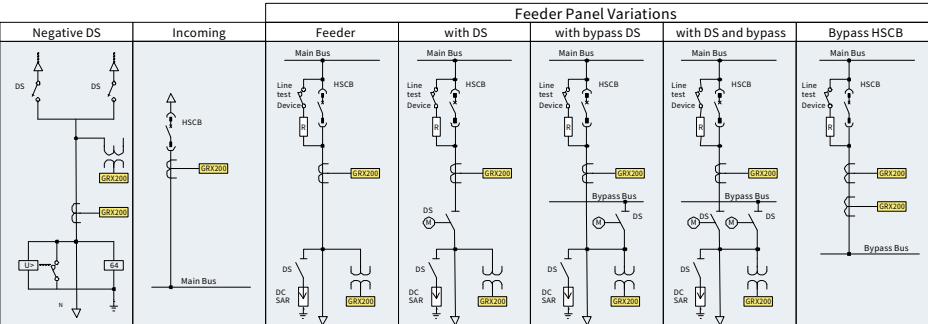 Feeder Panel Variations
Negative DS
Incoming
Feeder
with DS
with bypass DS
with DS and bypass
Bypass HSCB
DS
DS
GRX200
GRX200
U>
64
N
HSCB
GRX200
Main Bus
Main Bus
Line
test
Device
HSCB
R
GRX200
DS
DC
SAR
GRX200
Main Bus
Line
test
Device
HSCB
R
GRX200
DS
M
DS
DC
SAR
GRX200
Main Bus
Line
test
Device
HSCB
R
GRX200
Bypass Bus
DS
M
DS
DC
SAR
GRX200
Main Bus
Line
test
Device
HSCB
R
GRX200
Bypass Bus
DS
DS
M
M
DS
DC
SAR
GRX200
Main Bus
Line
test
Device
HSCB
R
GRX200
GRX200
Bypass Bus